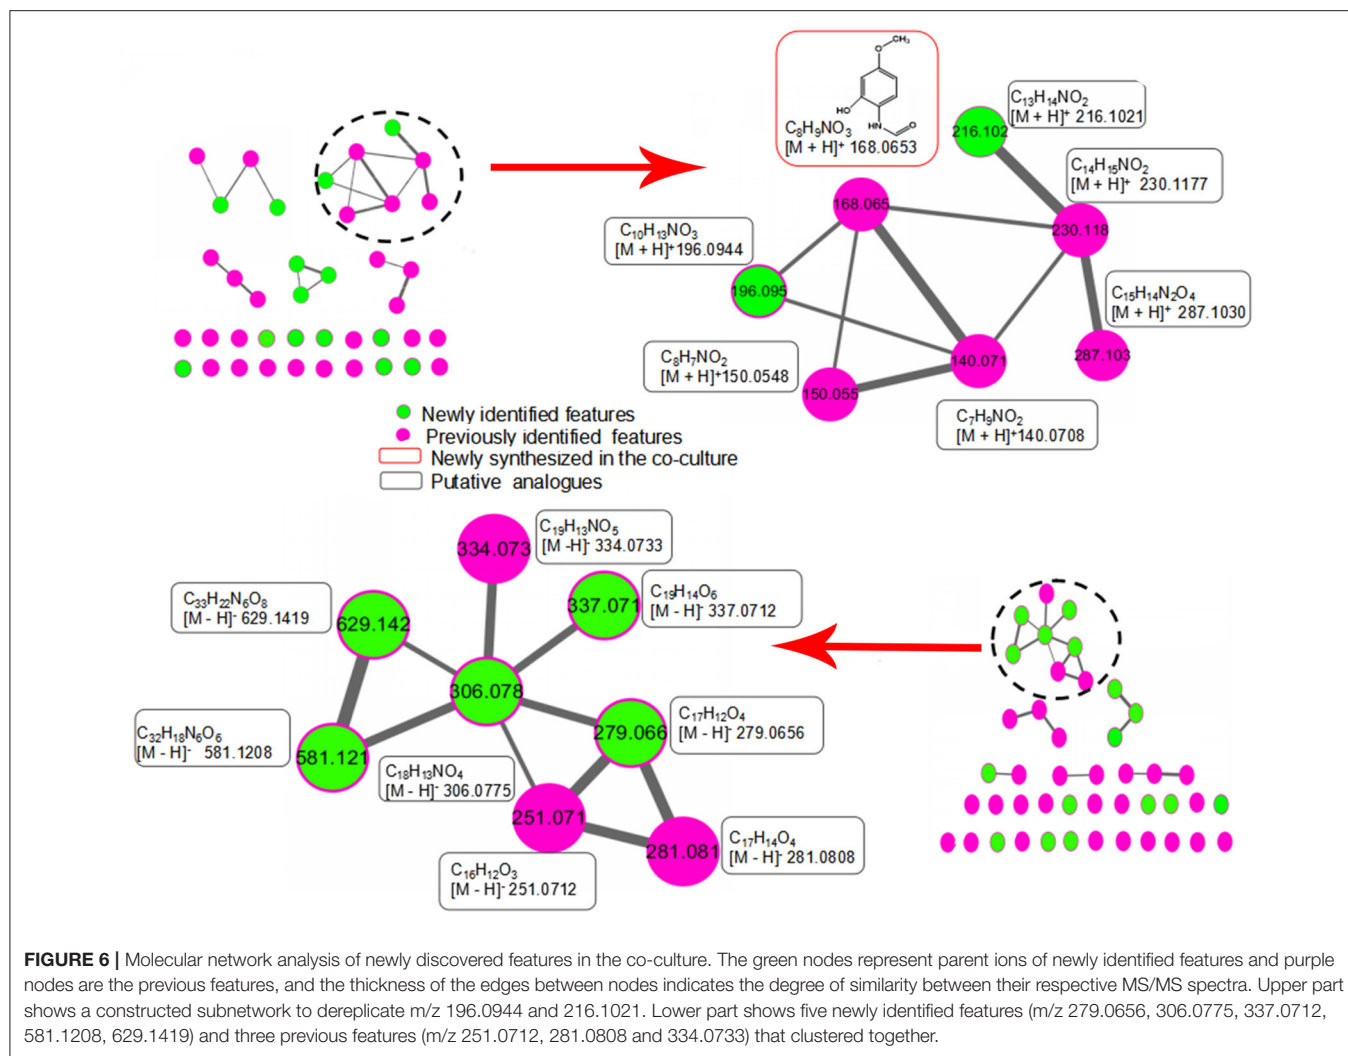 O
CH₃
HO
HN
O
C₈H₉NO₃
[M + H]⁺ 168.0653
C₁₃H₁₄NO₂
[M + H]⁺ 216.1021
216.102
C₁₄H₁₅NO₂
[M + H]⁺ 230.1177
168.065
230.118
C₁₀H₁₃NO₃
[M + H]⁺196.0944
196.095
C₁₅H₁₄N₂O₄
[M + H]⁺ 287.1030
C₈H₇NO₂
[M + H]⁺150.0548
140.071
287.103
150.055
C₇H₉NO₂
[M + H]⁺140.0708
Newly identified features
Previously identified features
Newly synthesized in the co-culture
Putative analogues
C₁₉H₁₃NO₅
[M -H]⁻ 334.0733
334.073
C₃₃H₂₂N₆O₈
[M - H]⁻ 629.1419
C₁₉H₁₄O₆
[M - H]⁻ 337.0712
337.071
629.142
306.078
C₁₇H₁₂O₄
[M - H]⁻ 279.0656
279.066
C₃₂H₁₈N₆O₆
[M - H]⁻ 581.1208
581.121
C₁₈H₁₃NO₄
[M - H]⁻ 306.0775
251.071
281.081
C₁₇H₁₄O₄
[M - H]⁻ 281.0808
C₁₆H₁₂O₃
[M - H]⁻ 251.0712
FIGURE 6 | Molecular network analysis of newly discovered features in the co-culture. The green nodes represent parent ions of newly identified features and purple
nodes are the previous features, and the thickness of the edges between nodes indicates the degree of similarity between their respective MS/MS spectra. Upper part
shows a constructed subnetwork to dereplicate m/z 196.0944 and 216.1021. Lower part shows five newly identified features (m/z 279.0656, 306.0775, 337.0712,
581.1208, 629.1419) and three previous features (m/z 251.0712, 281.0808 and 334.0733) that clustered together.